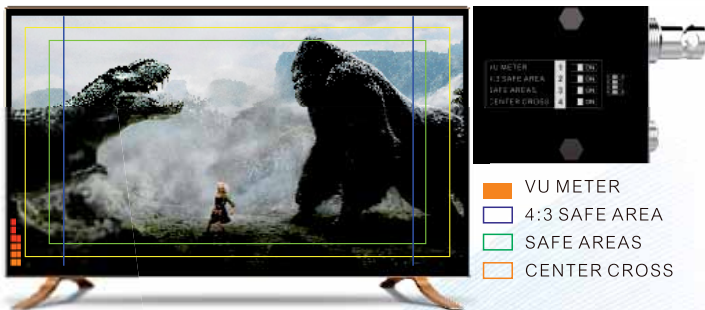 VU METER 1 ON
4:3 SAFE AREA 2 ON
SAFE AREAS 3 ON
CENTER CROSS 4 ON
VU METER
4:3 SAFE AREA
SAFE AREAS
CENTER CROSS